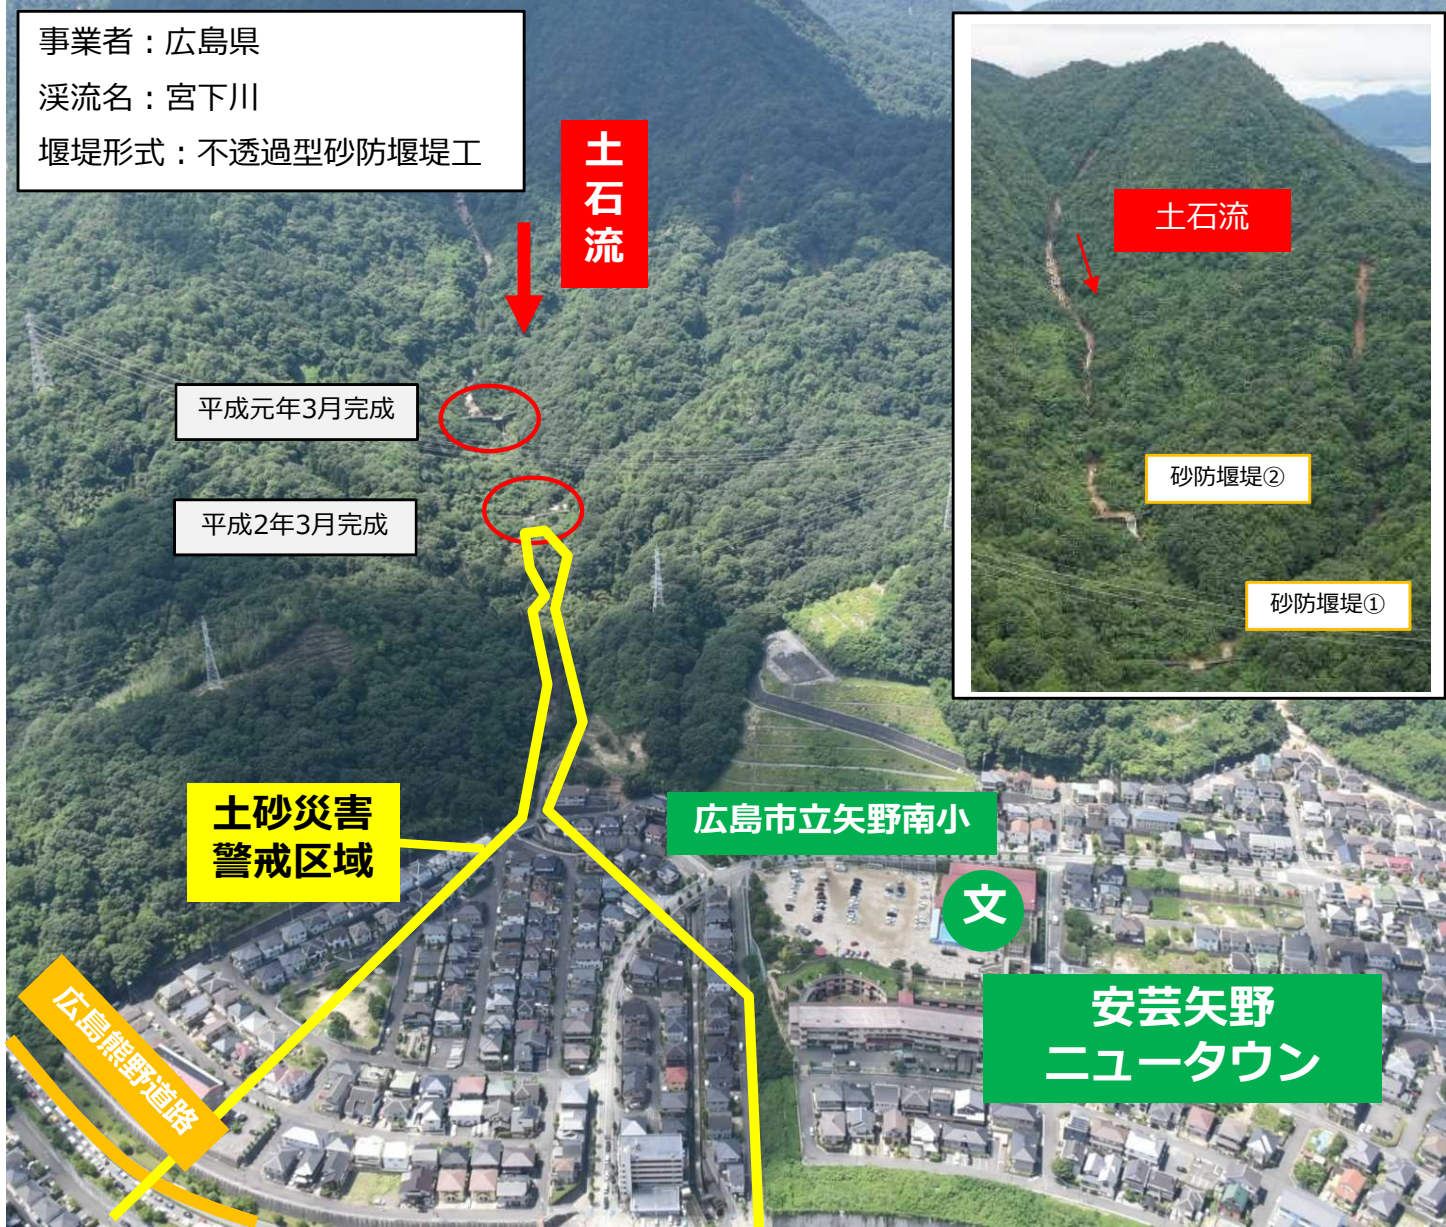 事業者：広島県
渓流名：宮下川
堰堤形式：不透過型砂防堰堤工
土石流
土石流
平成元年3月完成
平成2年3月完成
砂防堰堤②
砂防堰堤①
土砂災害
警戒区域
広島市立矢野南小
文
安芸矢野
ニュータウン
広島熊野道路